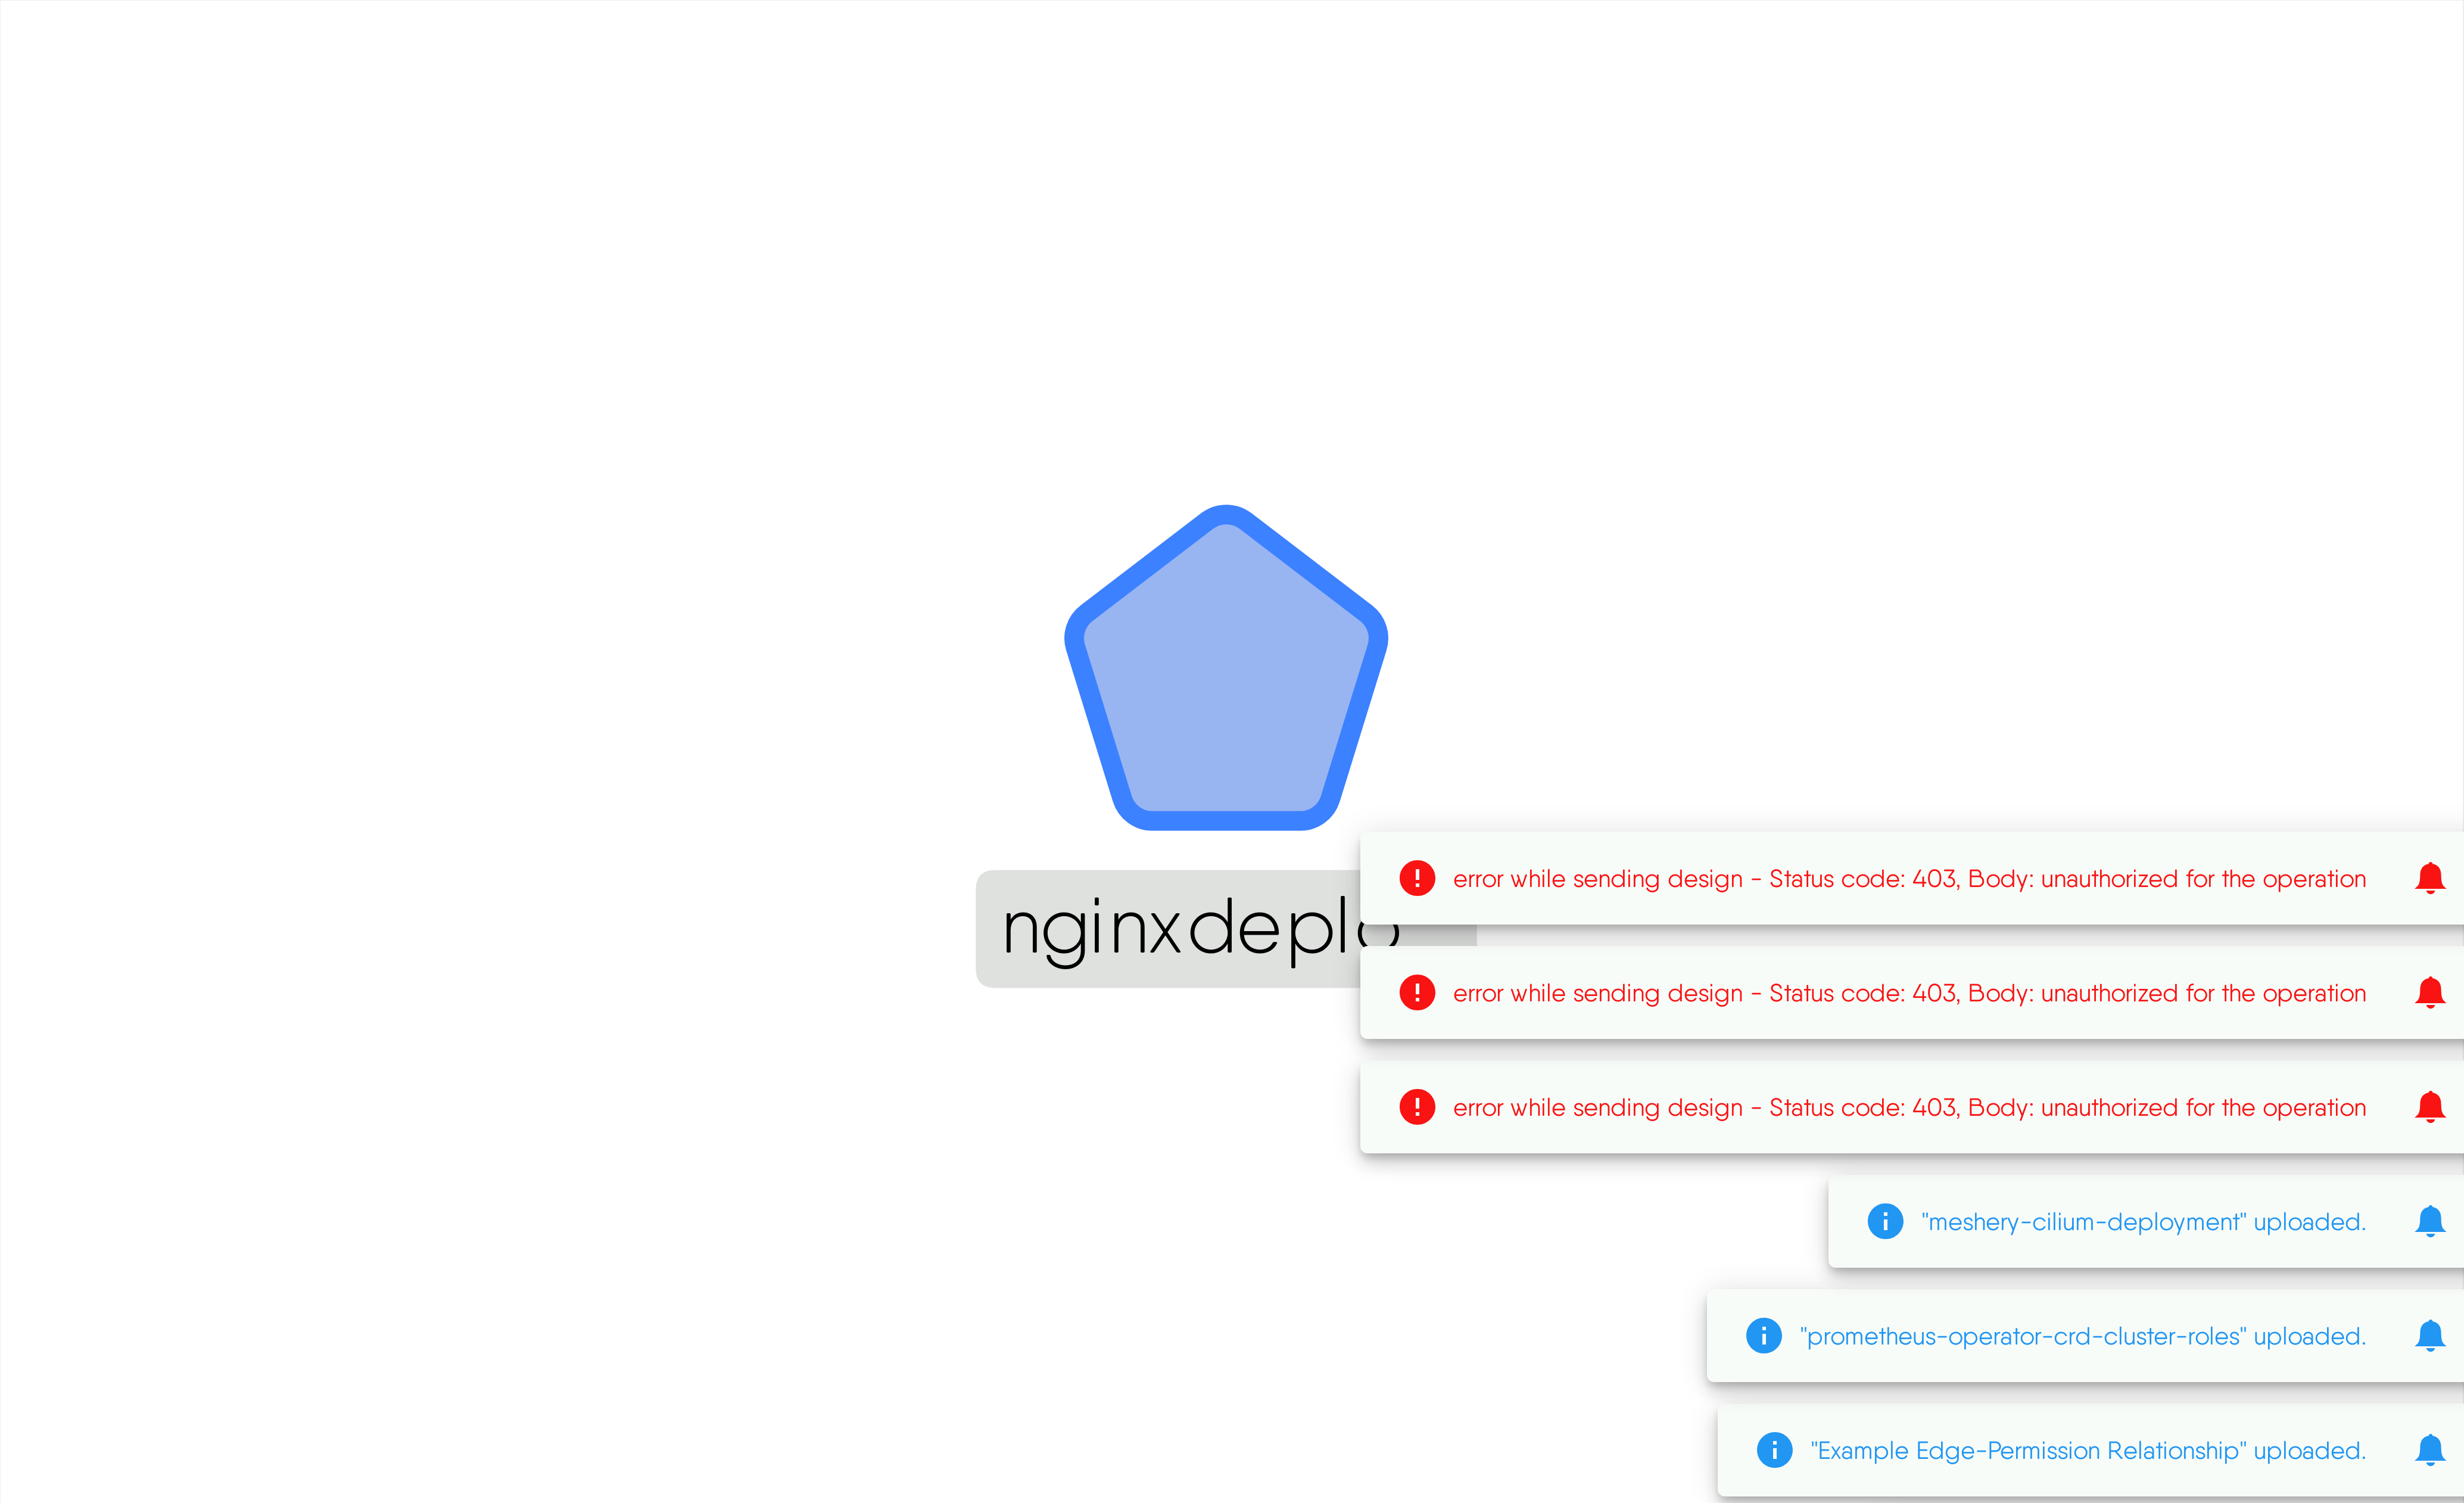 nginxdeplo
error while sending design - Status code: 403, Body: unauthorized for the operation
error while sending design - Status code: 403, Body: unauthorized for the operation
error while sending design - Status code: 403, Body: unauthorized for the operation
"meshery-cilium-deployment" uploaded.
"prometheus-operator-crd-cluster-roles" uploaded.
"Example Edge-Permission Relationship" uploaded.